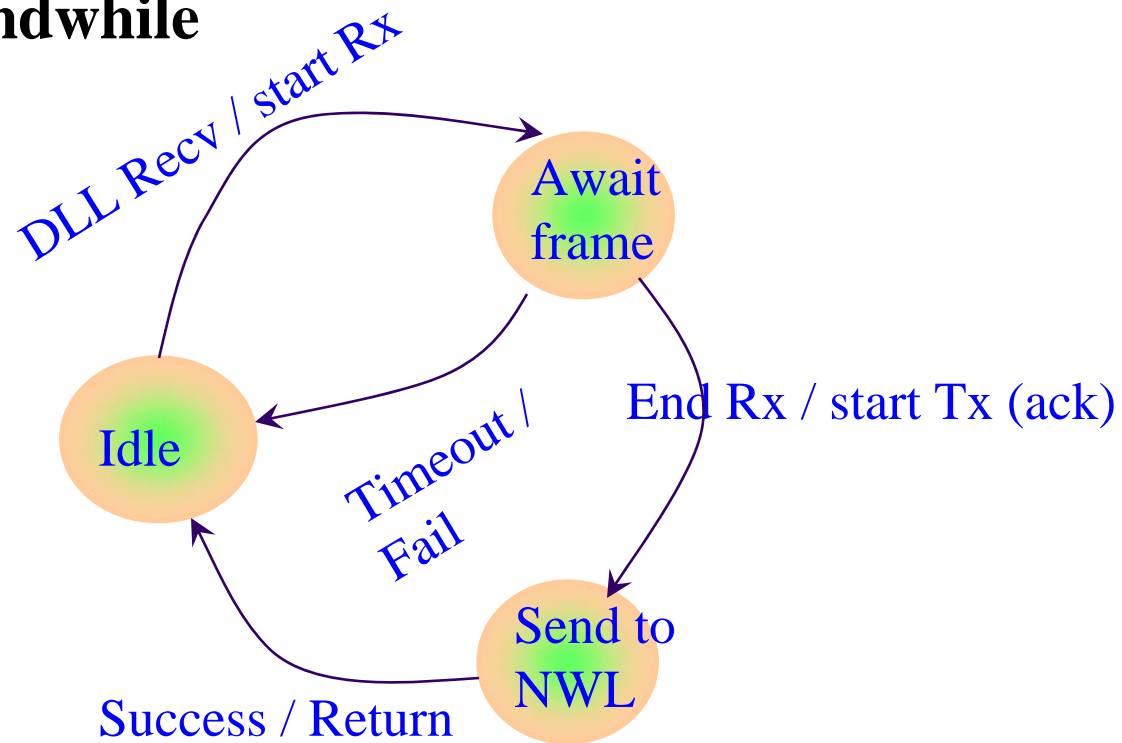 ndwhile
DLL Recv / start Rx
Await
frame
End Rx / start Tx (ack)
Idle
Timeout /
Fail
Send to
NWL
Success / Return